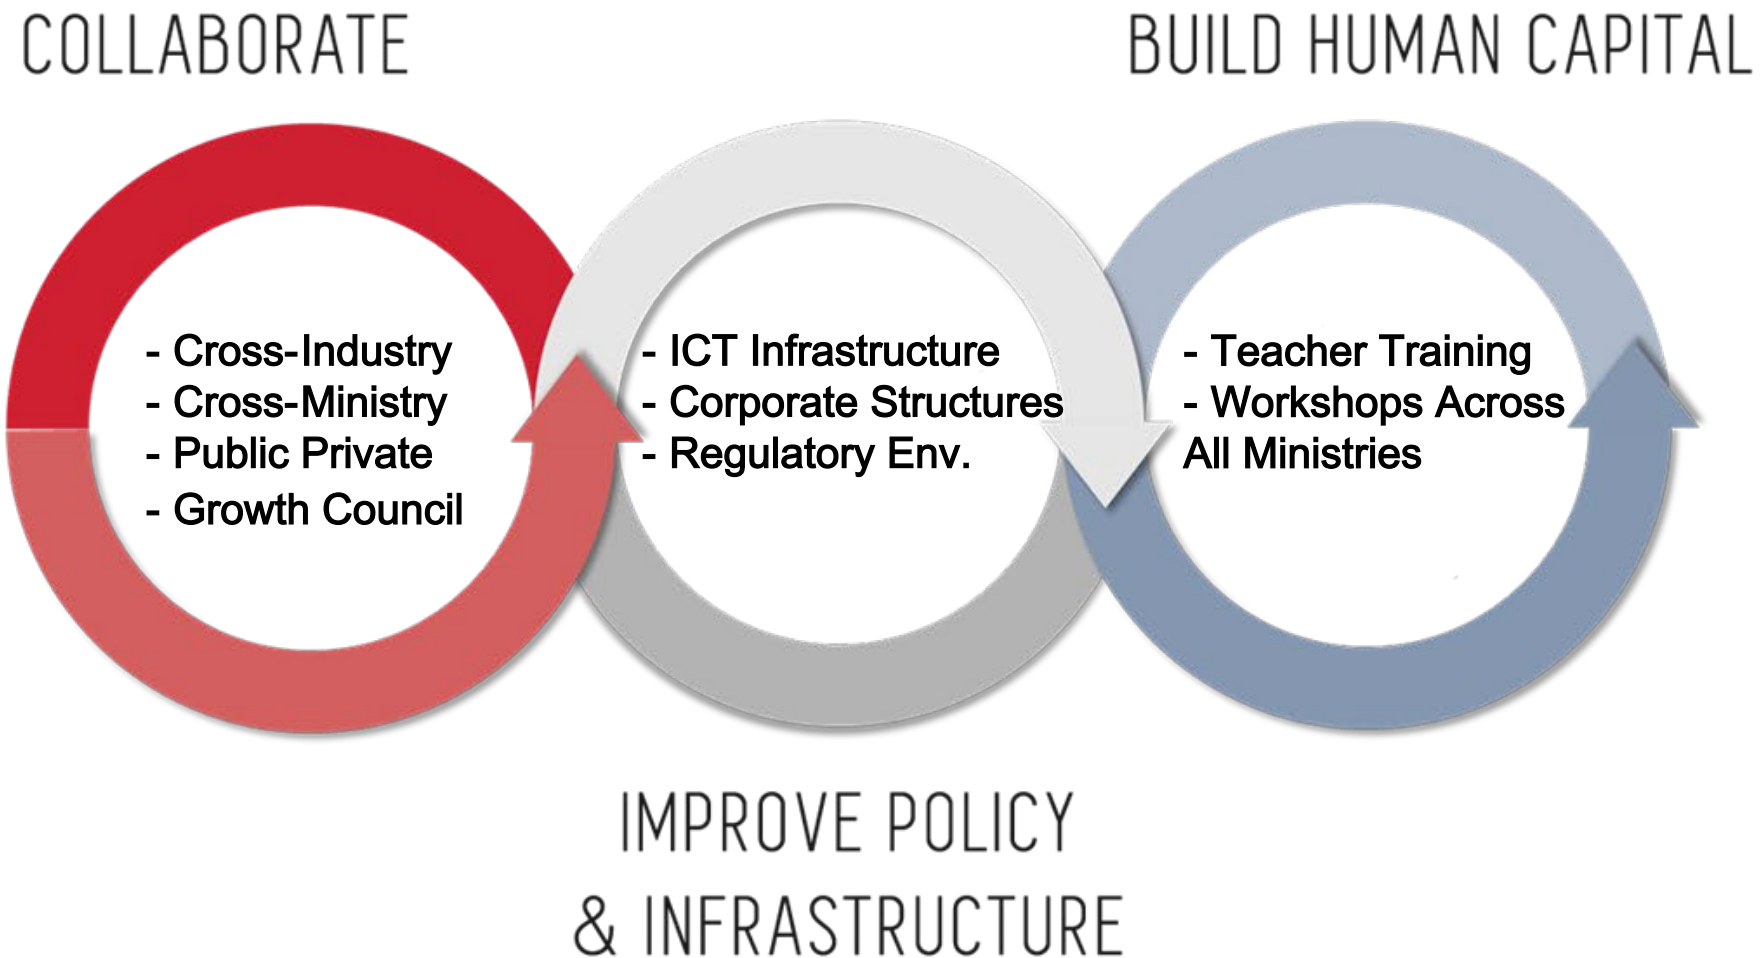 COLLABORATE
- Cross-Industry
- Cross-Ministry
- Public Private
- Growth Council
- ICT Infrastructure
- Corporate Structures
- Regulatory Env.
IMPROVE POLICY
& INFRASTRUCTURE
BUILD HUMAN CAPITAL
- Teacher Training
- Workshops Across
All Ministries